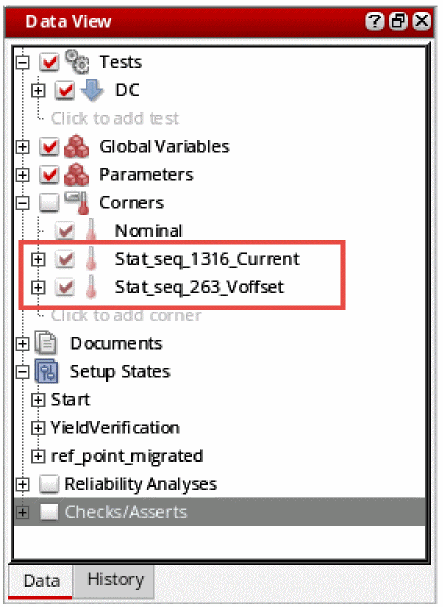 Data View
Tests
DC
Click to add test
Global Variables
Parameters
Corners
Nominal
Stat_seq_1316_Current
Stat_seq_263_Voffset
Click to add corner
Documents
Setup States
Start
YieldVerification
ref_point_migrated
Reliability Analyses
Checks/Asserts
Data History